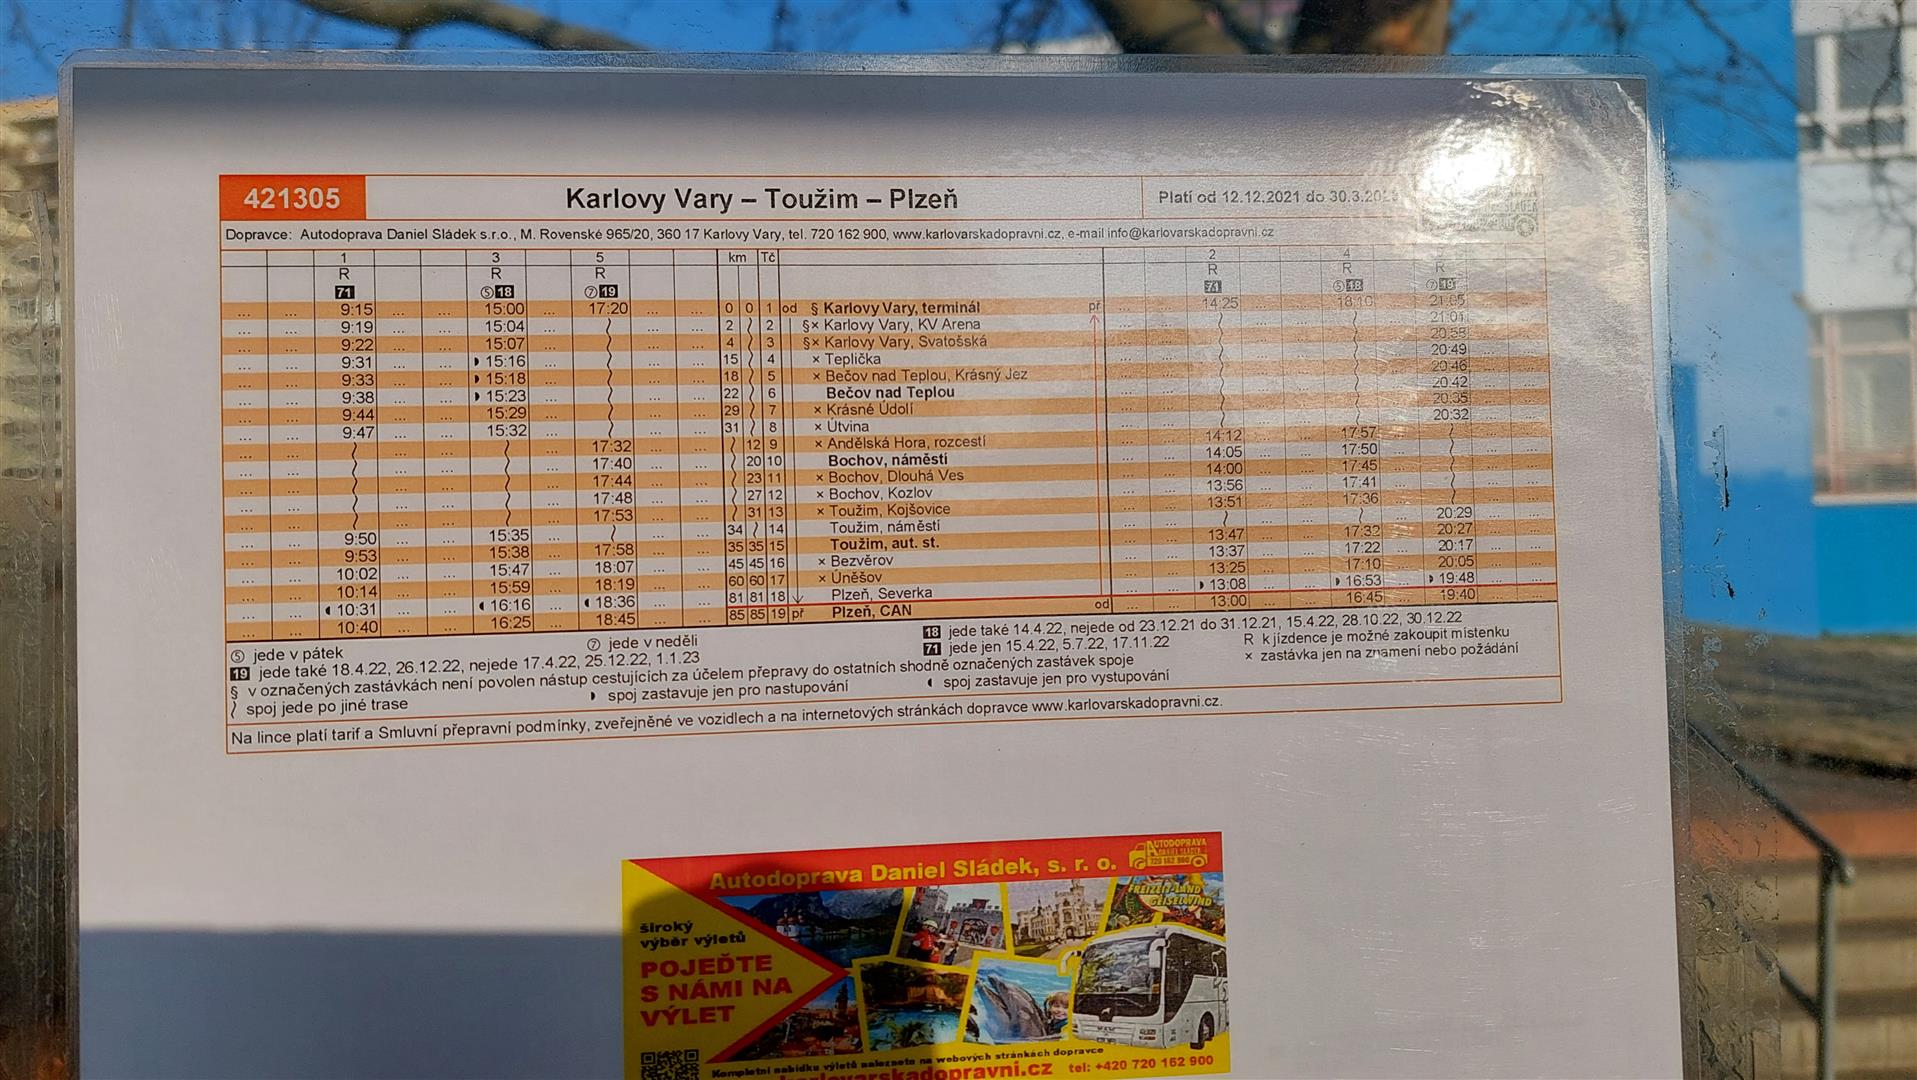 421305 Karlovy Vary – Toužim – Plzeň Platí od 12.12.2021 do 30.3.
Dopravce: Autodoprava Daniel Sládek s.r.o., M. Rovenské 965/20, 360 17 Karlovy Vary, tel. 720 162 900, www.karlovarskadopravni.cz, e-mail info@karlovarskadopravni.cz
1 3 5 km Tč 2 4
R R R R R R
71 ⑤ 18 ⑦ 19 71 ⑤ 18 ⑦ 19
... ... 9:15 ... ... 15:00 ... 17:20 ... ... 0 0 1 od § Karlovy Vary, terminál př ... ... 14:25 ... ... 18:10 ... 21:05
... ... 9:19 ... ... 15:04 ... ... ... 2 2 §× Karlovy Vary, KV Arena 21:01
... ... 9:22 ... ... 15:07 ... ... ... 4 3 §× Karlovy Vary, Svatošská 20:58
... ... 9:31 ... ... 15:16 ... ... ... 15 4 × Teplička 20:49
... ... 9:33 ... ... 15:18 ... ... ... 18 5 × Bečov nad Teplou, Krásný Jez 20:46
... ... 9:38 ... ... 15:23 ... ... ... 22 6 Bečov nad Teplou 20:42
... ... 9:44 ... ... 15:29 ... ... ... 29 7 × Krásné Údolí 20:35
... ... 9:47 ... ... 15:32 ... ... ... 31 8 × Útvina 20:32
... ... ... ... ... 17:32 ... ... 12 9 × Andělská Hora, rozcestí 14:12 17:57
... ... ... ... ... 17:40 ... ... 20 10 Bochov, náměstí 14:05 17:50
... ... ... ... ... 17:44 ... ... 23 11 × Bochov, Dlouhá Ves 14:00 17:45
... ... ... ... ... 17:48 ... ... 27 12 × Bochov, Kozlov 13:56 17:41
... ... ... ... ... 17:53 ... ... 31 13 × Toužim, Kojšovice 13:51 17:36
... ... 9:50 ... ... 15:35 ... ... ... 34 14 Toužim, náměstí 20:29
... ... 9:53 ... ... 15:38 ... 17:58 ... ... 35 35 15 Toužim, aut. st. 13:47 17:32 20:27
... ... 10:02 ... ... 15:47 ... 18:07 ... ... 45 45 16 × Bezvěrov 13:37 17:22 20:17
... ... 10:14 ... ... 15:59 ... 18:19 ... ... 60 60 17 × Úněšov 13:25 17:10 20:05
... ... 10:31 ... ... 16:16 ... 18:36 ... ... 81 81 18 Plzeň, Severka 13:08 16:53 19:48
... ... 10:40 ... ... 16:25 ... 18:45 ... ... 85 85 19 př Plzeň, CAN od 13:00 16:45 19:40
⑤ jede v pátek ⑦ jede v neděli 18 jede také 14.4.22, nejede od 23.12.21 do 31.12.21, 15.4.22, 28.10.22, 30.12.22
19 jede také 18.4.22, 26.12.22, nejede 17.4.22, 25.12.22, 1.1.23 71 jede jen 15.4.22, 5.7.22, 17.11.22 R k jízdence je možné zakoupit místenku
§ v označených zastávkách není povolen nástup cestujících za účelem přepravy do ostatních shodně označených zastávek spoje × zastávka jen na znamení nebo požádání
spoj jede po jiné trase spoj zastavuje jen pro nastupování spoj zastavuje jen pro vystupování
Na lince platí tarif a Smluvní přepravní podmínky, zveřejněné ve vozidlech a na internetových stránkách dopravce www.karlovarskadopravni.cz.
Autodoprava Daniel Sládek, s. r. o.
AUTODOPRAVA
DANIEL SLÁDEK
720 162 900
široký
výběr výletů
POJEĎTE
S NÁMI NA
VÝLET
FREIZEIT-LAND
GEISELWIND
Kompletní nabídku výletů naleznete na webových stránkách dopravce
karlovarskadopravni.cz tel: +420 720 162 900